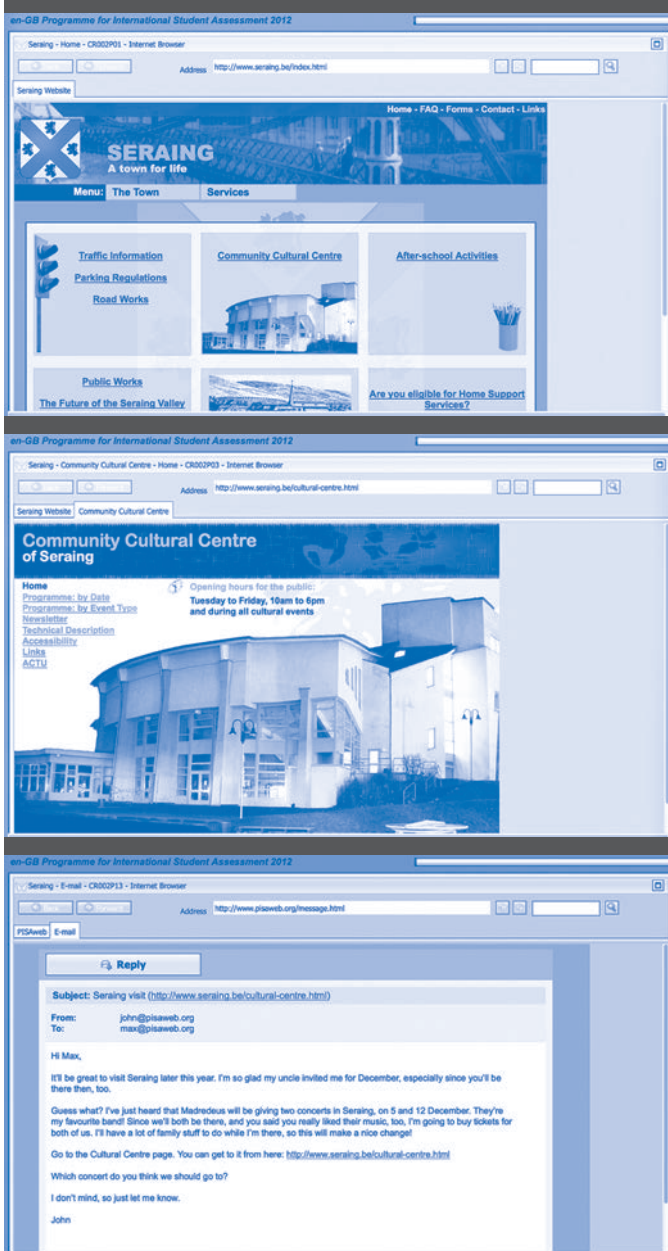 en-GB Programme for International Student Assessment 2012
Seraing - Home - CR002P01 - Internet Browser
Address http://www.seraing.be/index.html
Seraing Website
Home - FAQ - Forms - Contact - Links
SERAING
A town for life
Menu: The Town Services
Traffic Information Community Cultural Centre After-school Activities
Parking Regulations
Road Works
Public Works
The Future of the Seraing Valley
Are you eligible for Home Support
Services?
en-GB Programme for International Student Assessment 2012
Seraing - Community Cultural Centre - Home - CR002P03 - Internet Browser
Address http://www.seraing.be/cultural-centre.html
Seraing Website Community Cultural Centre
Community Cultural Centre
of Seraing
Home
Programme: by Date
Programme: by Event Type
Newsletter
Technical Description
Accessibility
Links
ACTU
Opening hours for the public:
Tuesday to Friday, 10am to 6pm
and during all cultural events
en-GB Programme for International Student Assessment 2012
Seraing - E-mail - CR002P13 - Internet Browser
Address http://www.pisaweb.org/message.html
PISAweb E-mail
Reply
Subject: Seraing visit (http://www.seraing.be/cultural-centre.html)
From: john@pisaweb.org
To: max@pisaweb.org
Hi Max,
It'll be great to visit Seraing later this year. I'm so glad my uncle invited me for December, especially since you'll be
there then, too.
Guess what? I've just heard that Madredeus will be giving two concerts in Seraing, on 5 and 12 December. They're
my favourite band! Since we'll both be there, and you said you really liked their music, too, I'm going to buy tickets for
both of us. I'll have a lot of family stuff to do while I'm there, so this will make a nice change!
Go to the Cultural Centre page. You can get to it from here: http://www.seraing.be/cultural-centre.html
Which concert do you think we should go to?
I don't mind, so just let me know.
John